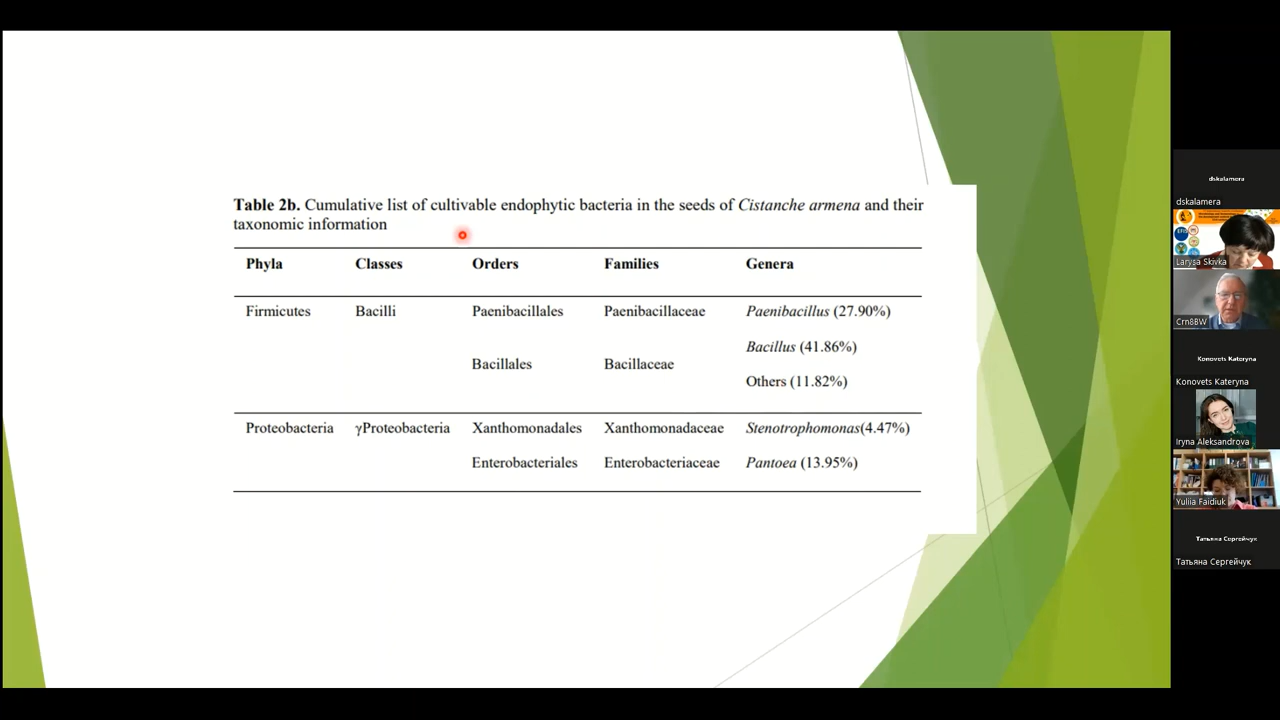 Table 2b. Cumulative list of cultivable endophytic bacteria in the seeds of Cistanche armena and their
taxonomic information
Phyla Classes Orders Families Genera
Firmicutes Bacilli Paenibacillales Paenibacillaceae Paenibacillus (27.90%)
Bacillus (41.86%)
Bacillales Bacillaceae
Others (11.82%)
Proteobacteria γProteobacteria Xanthomonadales Xanthomonadaceae Stenotrophomonas(4.47%)
Enterobacteriales Enterobacteriaceae Pantoea (13.95%)
dskalamera
dskalamera
EFIS
Larysa Skivka
Crn8BW
Konovets Kateryna
Konovets Kateryna
Iryna Aleksandrova
Yuliia Faidiuk
Татьяна Сергейчук
Татьяна Сергейчук